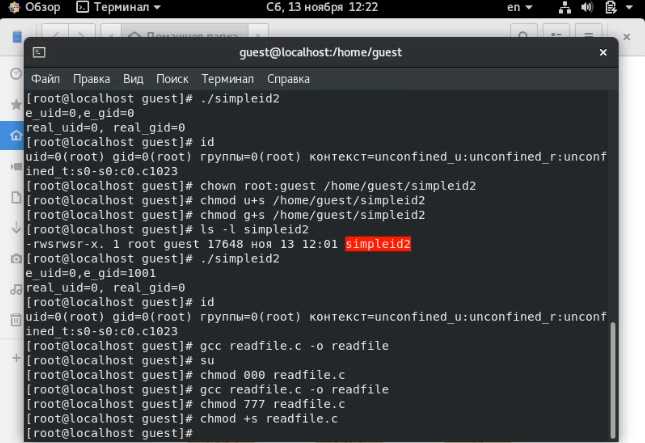 Обзор Терминал Сб, 13 ноября 12:22 en
Домашняя папка
guest@localhost:/home/guest
Файл Правка Вид Поиск Терминал Справка
[root@localhost guest]# ./simpleid2
e_uid=0,e_gid=0
real_uid=0, real_gid=0
[root@localhost guest]# id
uid=0(root) gid=0(root) группы=0(root) контекст=unconfined_u:unconfined_r:unconf
ined_t:s0-s0:c0.c1023
[root@localhost guest]# chown root:guest /home/guest/simpleid2
[root@localhost guest]# chmod u+s /home/guest/simpleid2
[root@localhost guest]# chmod g+s /home/guest/simpleid2
[root@localhost guest]# ls -l simpleid2
-rwsrwsr-x. 1 root guest 17648 ноя 13 12:01 simpleid2
[root@localhost guest]# ./simpleid2
e_uid=0,e_gid=1001
real_uid=0, real_gid=0
[root@localhost guest]# id
uid=0(root) gid=0(root) группы=0(root) контекст=unconfined_u:unconfined_r:unconf
ined_t:s0-s0:c0.c1023
[root@localhost guest]# gcc readfile.c -o readfile
[root@localhost guest]# su
[root@localhost guest]# chmod 000 readfile.c
[root@localhost guest]# gcc readfile.c -o readfile
[root@localhost guest]# chmod 777 readfile.c
[root@localhost guest]# chmod +s readfile.c
[root@localhost guest]#